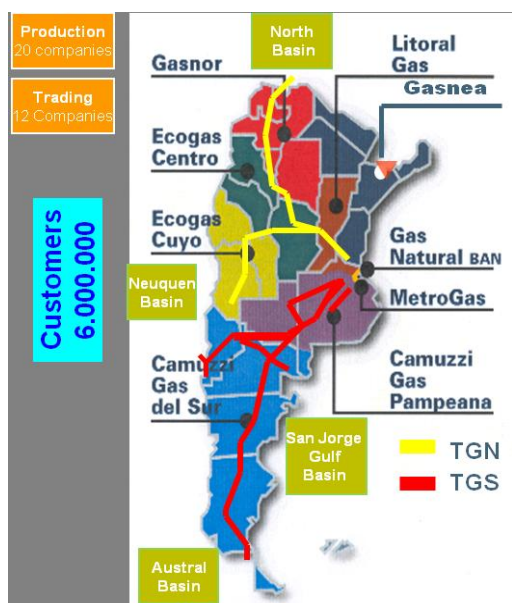 Production
20 companies
Trading
12 Companies
Customers
6.000.000
North
Basin
Gasnor
Litoral
Gas
Gasnea
Ecogas
Centro
Ecogas
Cuyo
Gas
Natural BAN
Neuquen
Basin
MetroGas
Camuzzi
Gas
del Sur
Camuzzi
Gas
Pampeana
San Jorge
Gulf
Basin
TGN
TGS
Austral
Basin